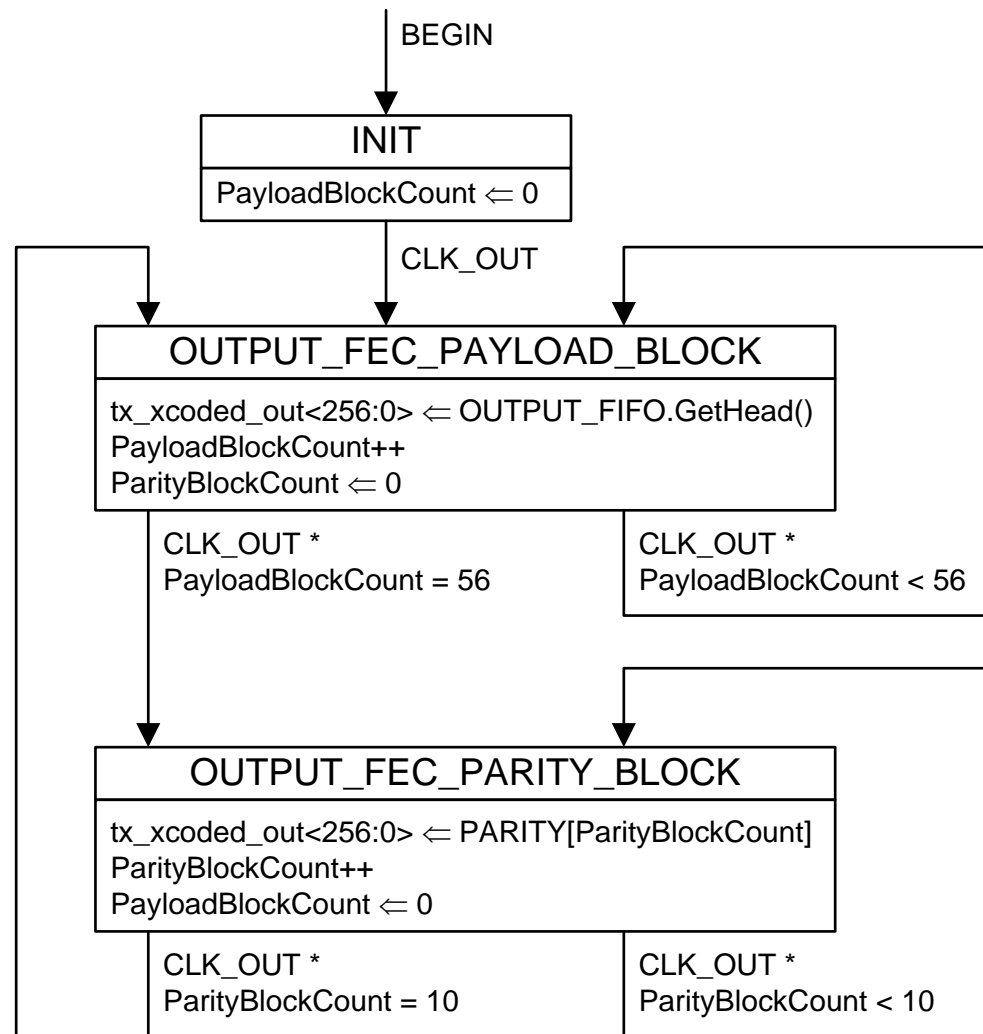 BEGIN
INIT
PayloadBlockCount ⇐ 0
CLK_OUT
OUTPUT_FEC_PAYLOAD_BLOCK
tx_xcoded_out<256:0> ⇐ OUTPUT_FIFO.GetHead()
PayloadBlockCount++
ParityBlockCount ⇐ 0
CLK_OUT *
PayloadBlockCount = 56
CLK_OUT *
PayloadBlockCount < 56
OUTPUT_FEC_PARITY_BLOCK
tx_xcoded_out<256:0> ⇐ PARITY[ParityBlockCount]
ParityBlockCount++
PayloadBlockCount ⇐ 0
CLK_OUT *
ParityBlockCount = 10
CLK_OUT *
ParityBlockCount < 10